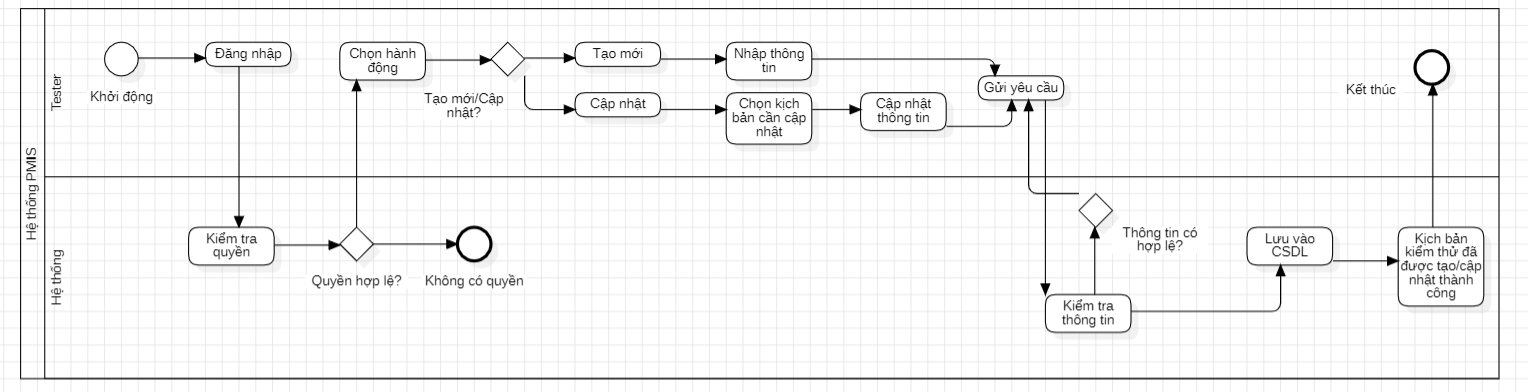 Hệ thống PMIS
Tester
Khởi động
Đăng nhập
Chọn hành
động
Tạo mới/Cập
nhật?
Tạo mới
Nhập thông
tin
Cập nhật
Chọn kịch
bản cần cập
nhật
Cập nhật
thông tin
Gửi yêu cầu
Kết thúc
Hệ thống
Kiểm tra
quyền
Quyền hợp lệ?
Không có quyền
Thông tin có
hợp lệ?
Kiểm tra
thông tin
Lưu vào
CSDL
Kịch bản
kiểm thử đã
được tạo/cập
nhật thành
công